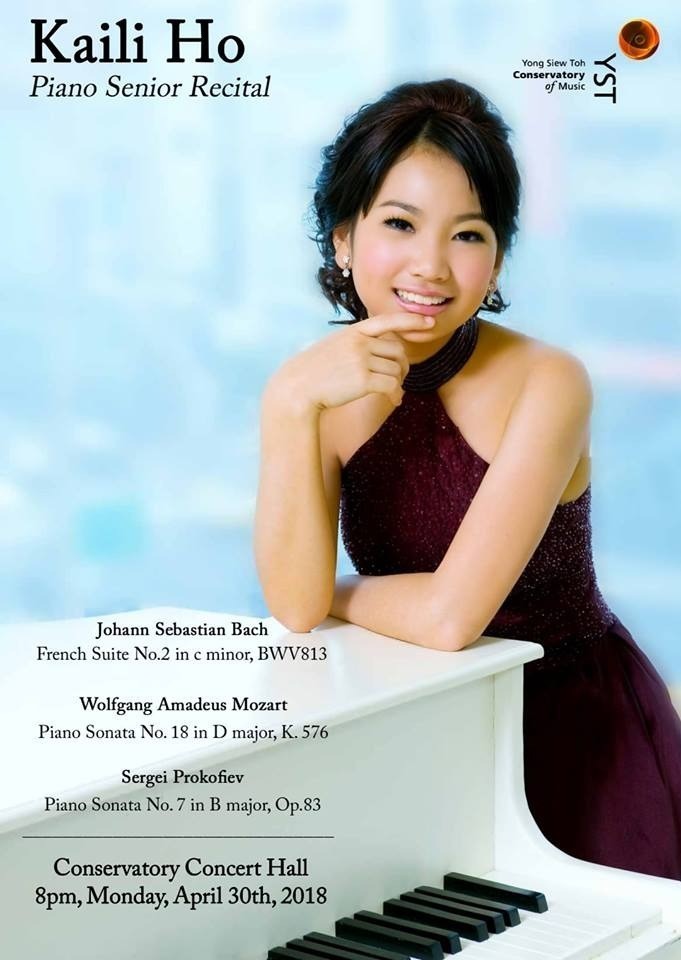 Kaili Ho
Piano Senior Recital
Yong Siew Toh
Conservatory
of Music
YST
Johann Sebastian Bach
French Suite No.2 in c minor, BWV813
Wolfgang Amadeus Mozart
Piano Sonata No. 18 in D major, K. 576
Sergei Prokofiev
Piano Sonata No. 7 in B major, Op.83
Conservatory Concert Hall
8pm, Monday, April 30th, 2018